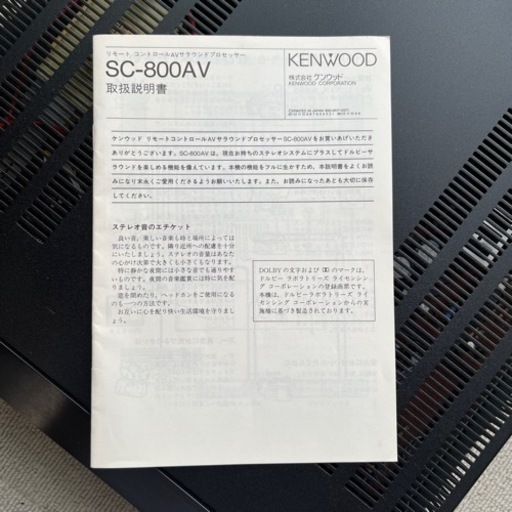 リモート コントロールAVサラウンドプロセッサー
SC-800AV
取扱説明書
KENWOOD
株式会社 ケンウッド
KENWOOD CORPORATION
ケンウッド リモートコントロールAVサラウンドプロセッサーSC-800AVをお買いあげいただき
ありがとうございます。SC-800AVは、現在お持ちのステレオシステムにプラスしてドルビーサ
ラウンドを楽しめる機能を備えています。本機の機能をフルに生かすため、本説明書をよくお読
みになり末永くご愛用くださるようお願いいたします。また、お読みになったあとも大切に保存
してください。
ステレオ音のエチケット
良い音、楽しい音楽も時と場所によっては
気になるものです。隣り近所への配慮を十分
にいたしましょう。ステレオの音量はあなた
の心がけ次第で大きくも小さくもなります。
特に静かな夜間には小さな音でも通りやす
いものです。夜間の音楽鑑賞には特に気を配
りましょう。
窓を閉めたり、ヘッドホンをご使用になる
のも一つの方法です。
お互いに心を配り快い生活環境を守りまし
ょう。
DOLBYの文字および のマークは、
ドルビー ラボラトリーズ ライセンシン
グ コーポレーションの登録商標です。
本機は、ドルビーラボラトリーズ ライ
センシング コーポレーションからの実
施権に基づき製造されております。